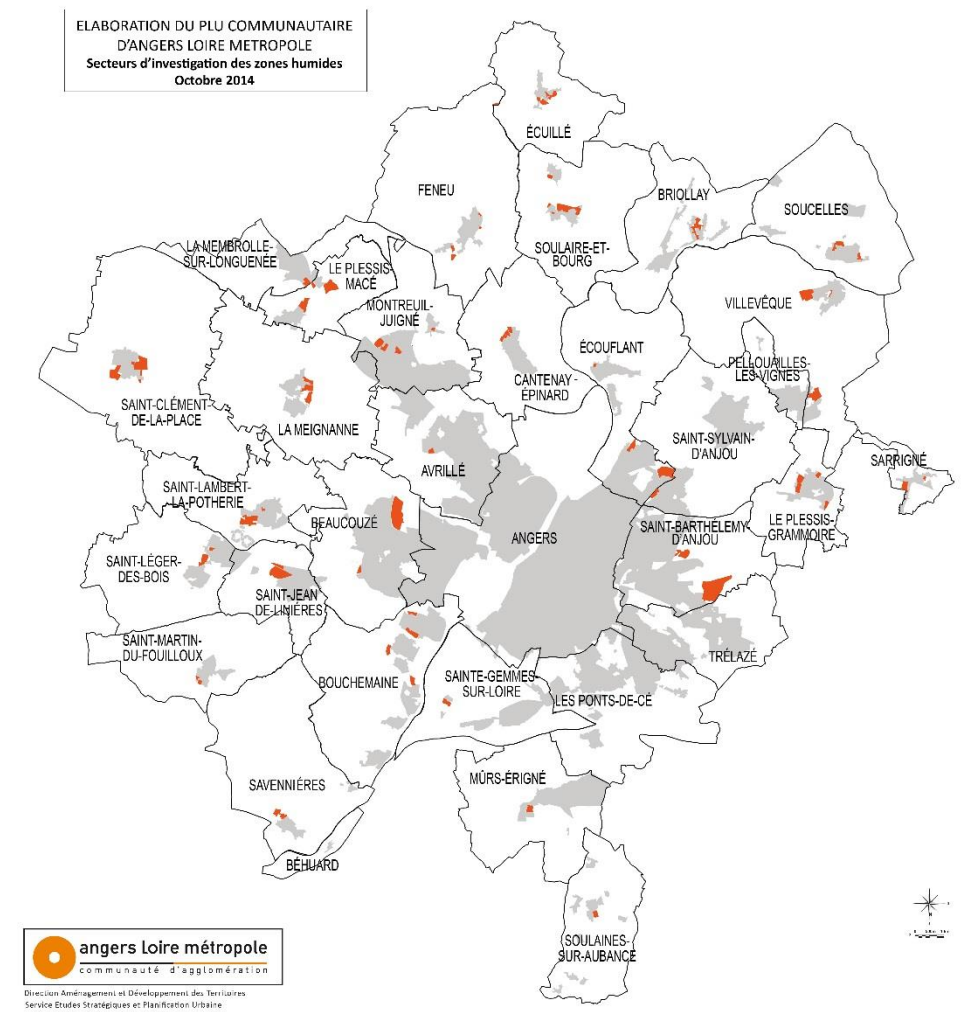 ELABORATION DU PLU COMMUNAUTAIRE
D'ANGERS LOIRE METROPOLE
Secteurs d'investigation des zones humides
Octobre 2014
ÉCUILLÉ
FENEU
BRIOLLAY
SOUCELLES
SOULAIRE-ET-
BOURG
LA MEMBROLLE-
SUR-LONGUENÉE
LE PLESSIS-
MACÉ
MONTREUIL-
JUIGNÉ
VILLEVÊQUE
ÉCOUFLANT
CANTENAY-
ÉPINARD
PELLOUAILLES-
LES-VIGNES
SAINT-CLÉMENT-
DE-LA-PLACE
LA MEIGNANNE
SAINT-SYLVAIN-
D'ANJOU
AVRILLÉ
SARRIGNÉ
SAINT-LAMBERT-
LA-POTHERIE
BEAUCOUZÉ
ANGERS
SAINT-BARTHÉLEMY-
D'ANJOU
LE PLESSIS-
GRAMMOIRE
SAINT-LÉGER-
DES-BOIS
SAINT-JEAN
DE-LINIÈRES
SAINT-MARTIN-
DU-FOUILLOUX
TRÉLAZÉ
BOUCHEMAINE
SAINTE-GEMMES-
SUR-LOIRE
LES PONTS-DE-CÉ
SAVENNIÉRES
MÛRS-ÉRIGNÉ
BÉHUARD
SOULAINES-
SUR-AUBANCE
N
angers Loire métropole
communauté d'agglomération
Direction Aménagement et Développement des Territoires
Service Etudes Stratégiques et Planification Urbaine